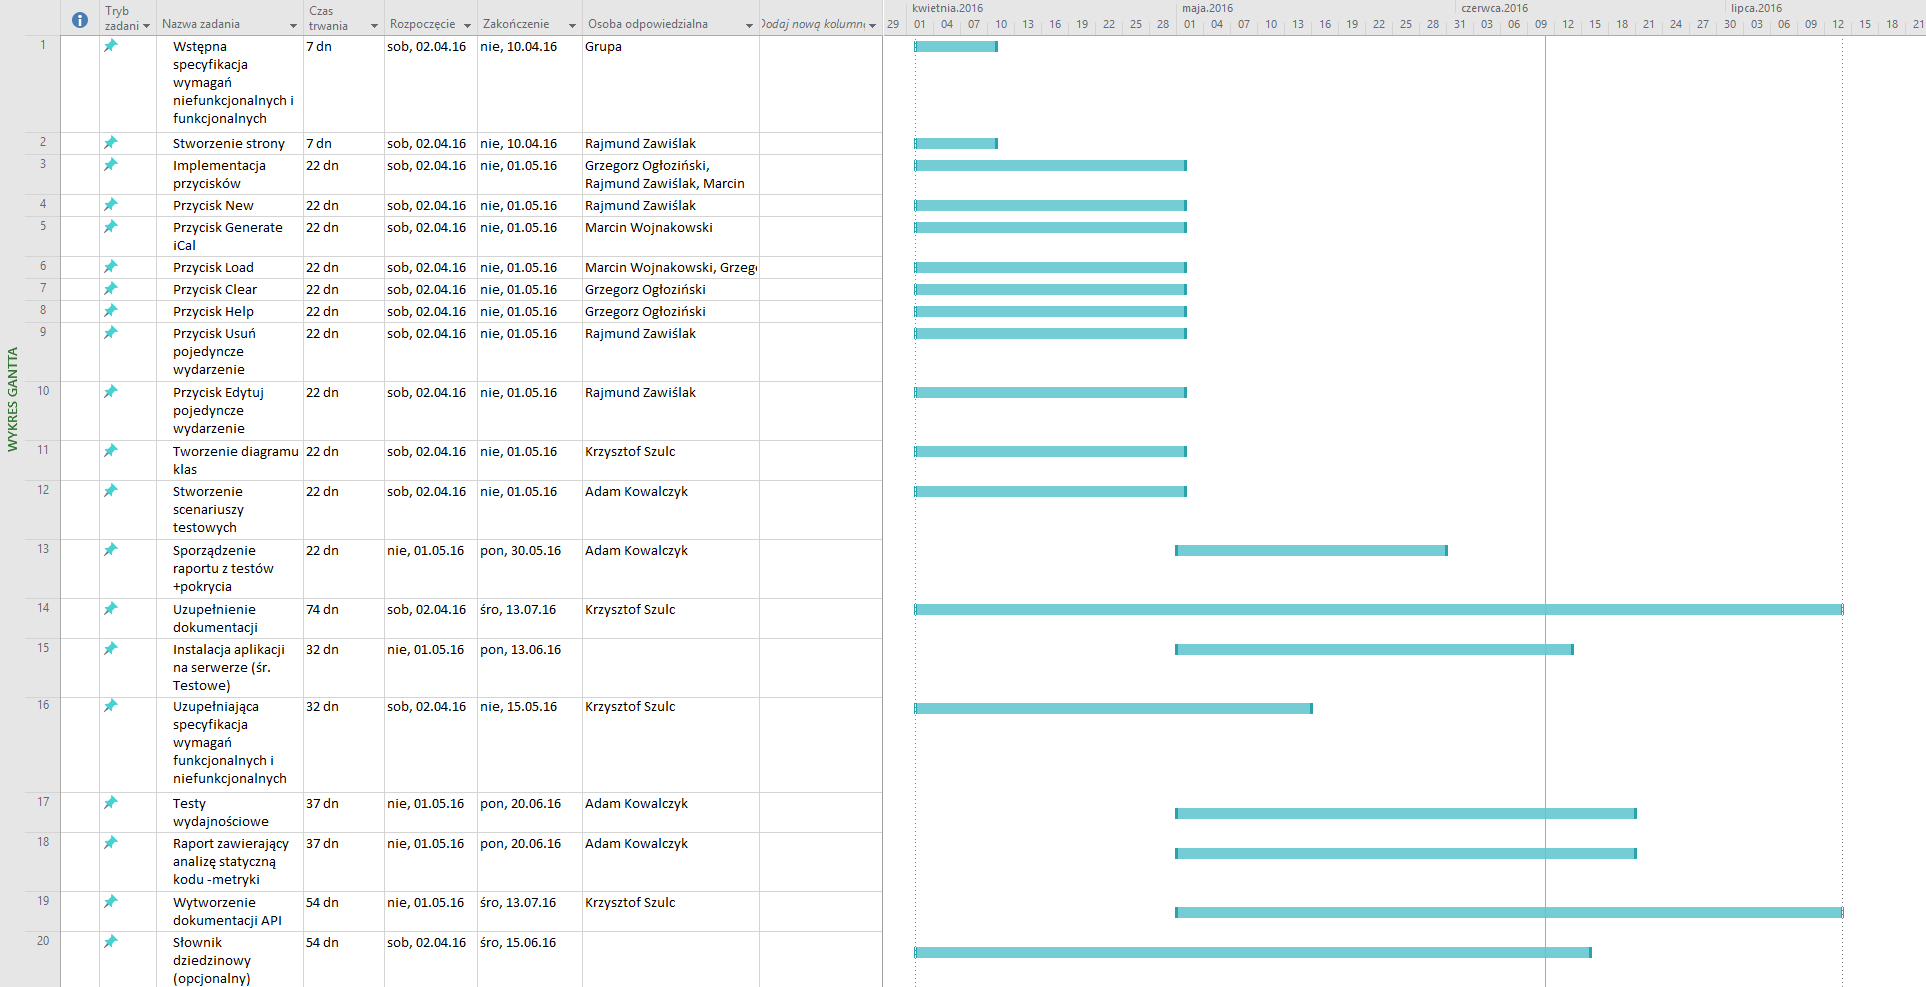 Tryb
zadani
Nazwa zadania
Czas
trwania
Rozpoczęcie
Zakończenie
Osoba odpowiedzialna
Dodaj nową kolumnę
kwietnia.2016
maja.2016
czerwca.2016
lipca.2016
29 01 04 07 10 13 16 19 22 25 28 01 04 07 10 13 16 19 22 25 28 31 03 06 09 12 15 18 21 24 27 30 03 06 09 12 15 18 21
WYKRES GANTTA
1 Wstępna 7 dn sob, 02.04.16 nie, 10.04.16 Grupa
specyfikacja
wymagań
niefunkcjonalnych i
funkcjonalnych
2 Stworzenie strony 7 dn sob, 02.04.16 nie, 10.04.16 Rajmund Zawiślak
3 Implementacja 22 dn sob, 02.04.16 nie, 01.05.16 Grzegorz Ogłoziński,
przycisków Rajmund Zawiślak, Marcin
4 Przycisk New 22 dn sob, 02.04.16 nie, 01.05.16 Rajmund Zawiślak
5 Przycisk Generate 22 dn sob, 02.04.16 nie, 01.05.16 Marcin Wojnakowski
iCal
6 Przycisk Load 22 dn sob, 02.04.16 nie, 01.05.16 Marcin Wojnakowski, Grzeg
7 Przycisk Clear 22 dn sob, 02.04.16 nie, 01.05.16 Grzegorz Ogłoziński
8 Przycisk Help 22 dn sob, 02.04.16 nie, 01.05.16 Grzegorz Ogłoziński
9 Przycisk Usuń 22 dn sob, 02.04.16 nie, 01.05.16 Rajmund Zawiślak
pojedyncze
wydarzenie
10 Przycisk Edytuj 22 dn sob, 02.04.16 nie, 01.05.16 Rajmund Zawiślak
pojedyncze
wydarzenie
11 Tworzenie diagramu 22 dn sob, 02.04.16 nie, 01.05.16 Krzysztof Szulc
klas
12 Stworzenie 22 dn sob, 02.04.16 nie, 01.05.16 Adam Kowalczyk
scenariuszy
testowych
13 Sporządzenie 22 dn nie, 01.05.16 pon, 30.05.16 Adam Kowalczyk
raportu z testów
+pokrycia
14 Uzupełnienie 74 dn sob, 02.04.16 śro, 13.07.16 Krzysztof Szulc
dokumentacji
15 Instalacja aplikacji 32 dn nie, 01.05.16 pon, 13.06.16
na serwerze (śr.
Testowe)
16 Uzupełniająca 32 dn sob, 02.04.16 nie, 15.05.16 Krzysztof Szulc
specyfikacja
wymagań
funkcjonalnych i
niefunkcjonalnych
17 Testy 37 dn nie, 01.05.16 pon, 20.06.16 Adam Kowalczyk
wydajnościowe
18 Raport zawierający 37 dn nie, 01.05.16 pon, 20.06.16 Adam Kowalczyk
analizę statyczną
kodu -metryki
19 Wytworzenie 54 dn nie, 01.05.16 śro, 13.07.16 Krzysztof Szulc
dokumentacji API
20 Słownik 54 dn sob, 02.04.16 śro, 15.06.16
dziedzinowy
(opcjonalny)